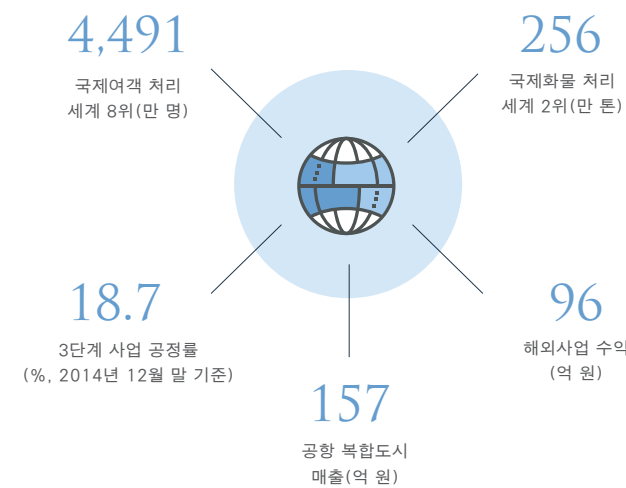 4,491
국제여객 처리
세계 8위(만 명)
256
국제화물 처리
세계 2위(만 톤)
18.7
3단계 사업 공정률
(%, 2014년 12월 말 기준)
96
해외사업 수익
(억 원)
157
공항 복합도시
매출(억 원)